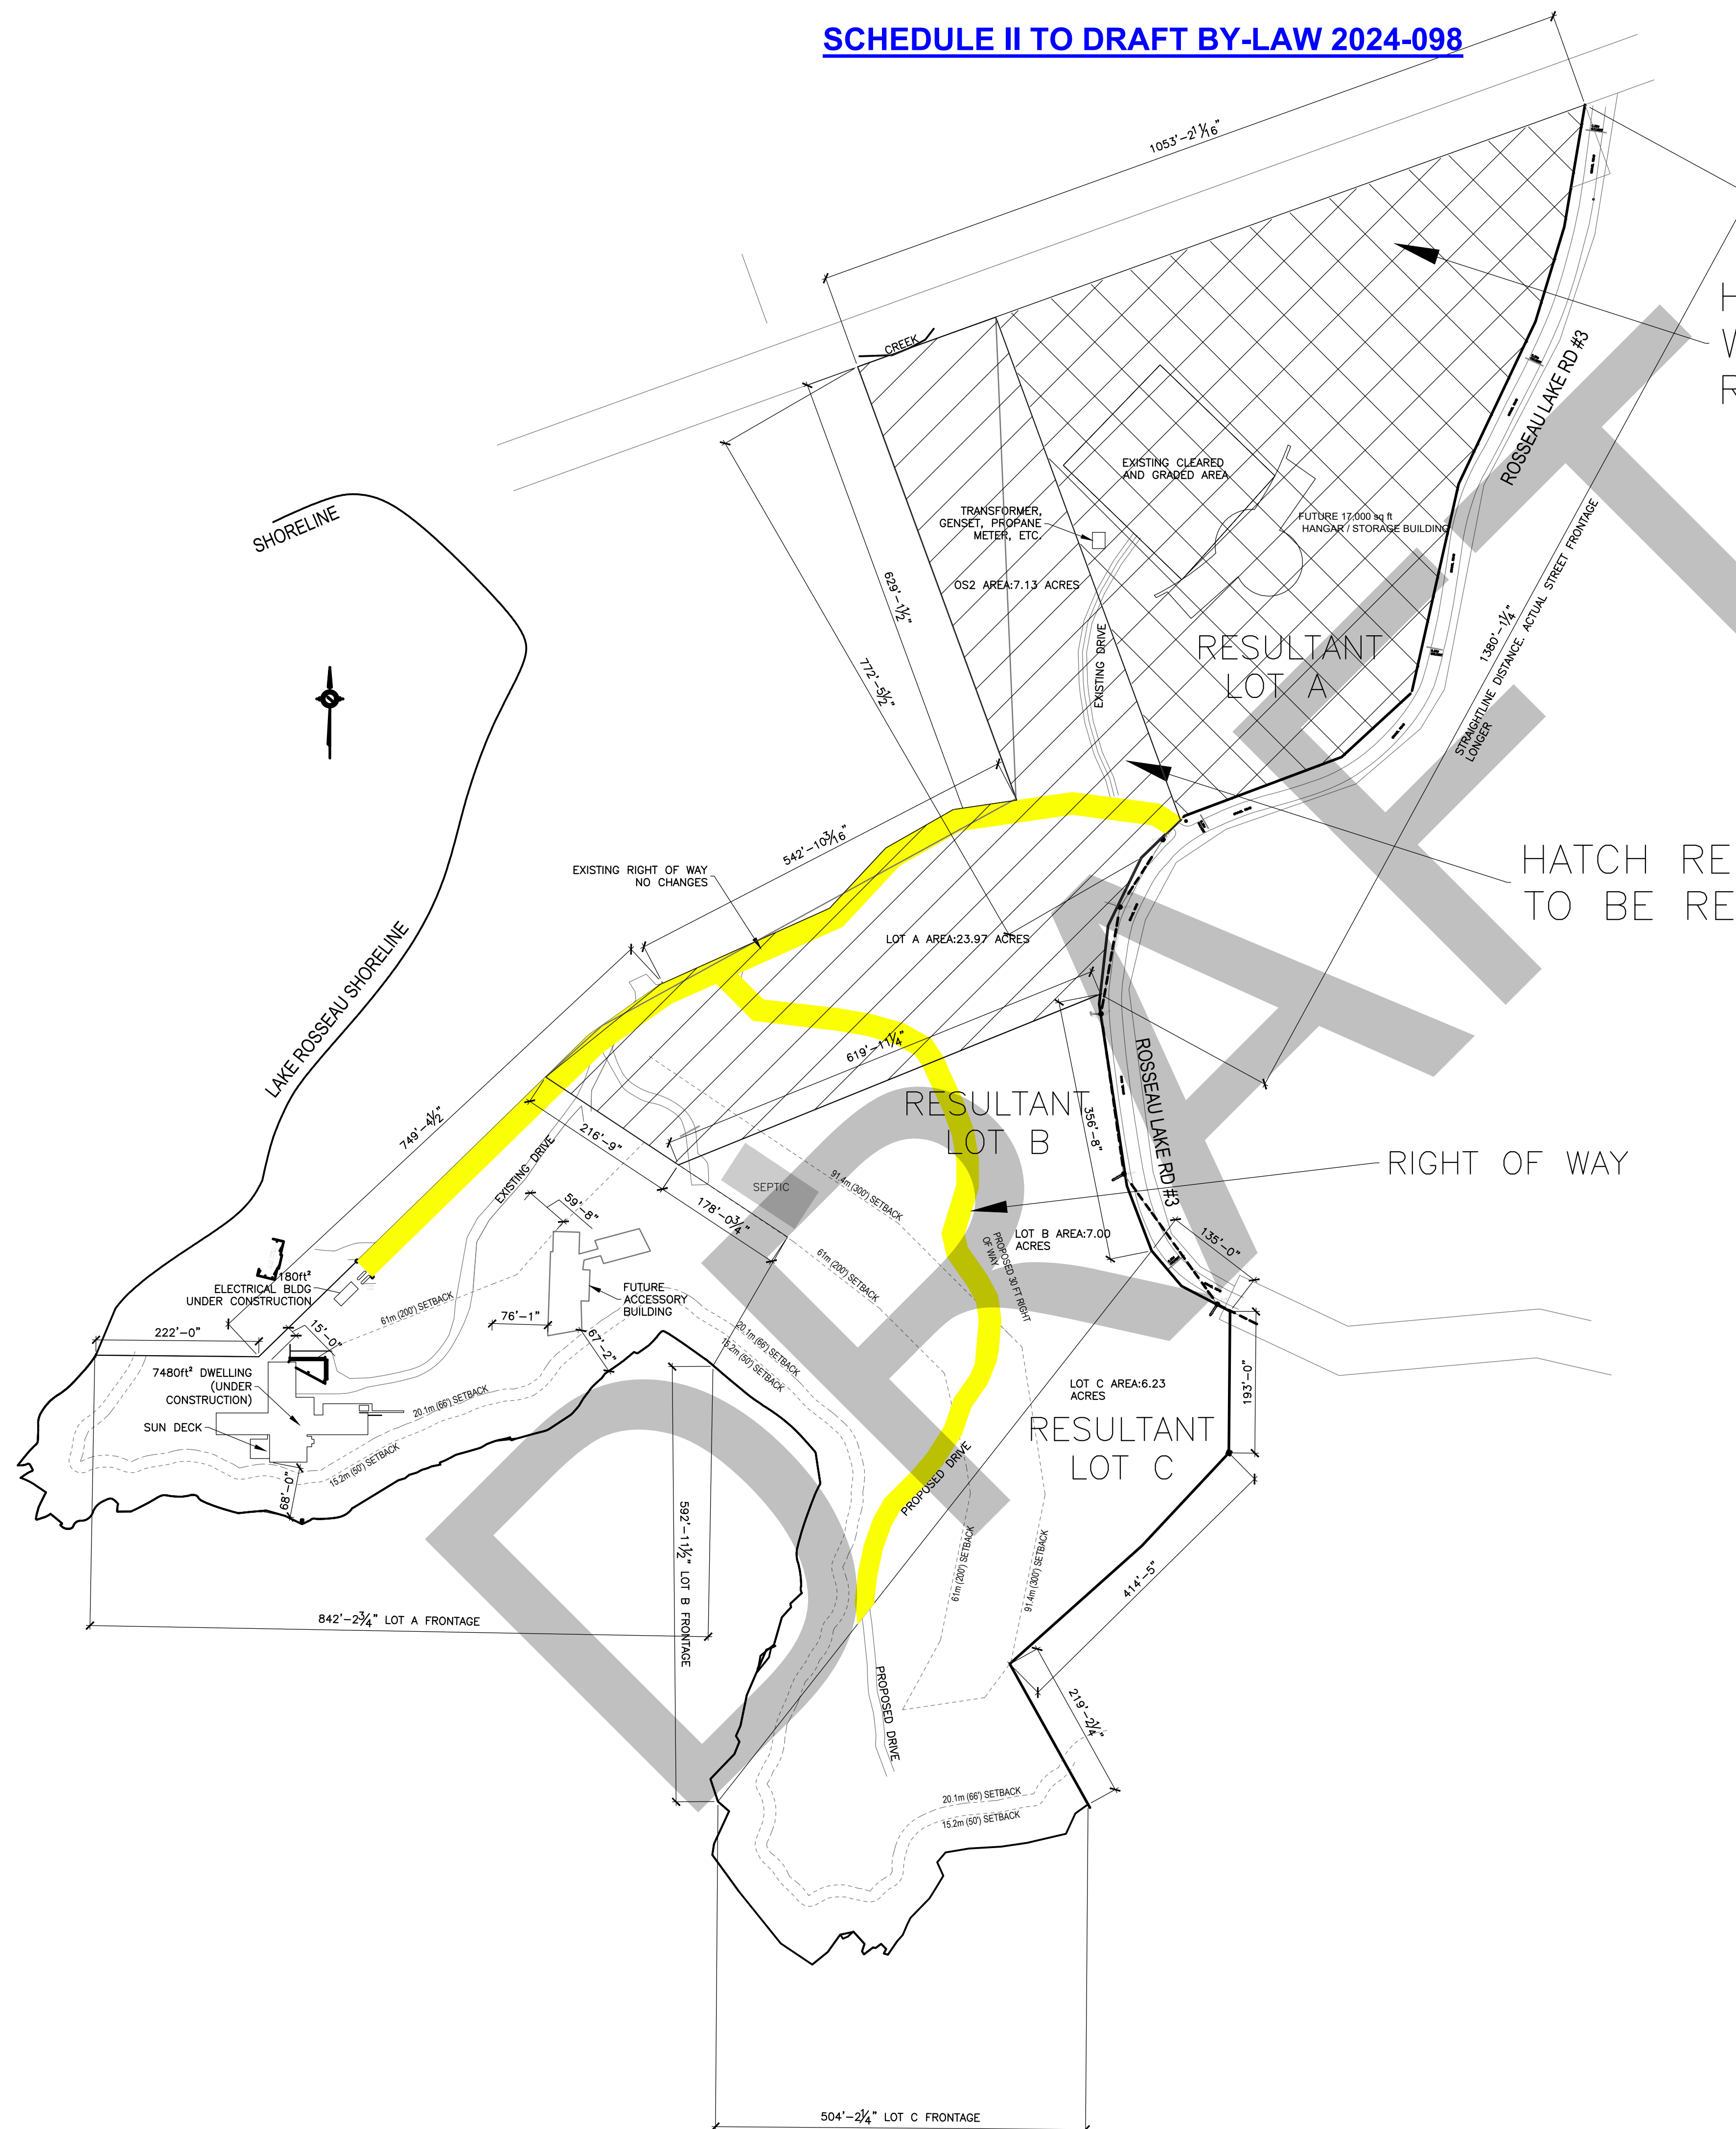 SCHEDULE II TO DRAFT BY-LAW 2024-098
1053'-2 1 1/16"
H
W
R
CREEK
SHORELINE
ROSSEAU LAKE RD #3
EXISTING CLEARED
AND GRADED AREA
TRANSFORMER,
GENSET, PROPANE
METER, ETC.
FUTURE 17,000 sq ft
HANGAR / STORAGE BUILDING
OS2 AREA:7.13 ACRES
629'-1 1/2"
772'-5 1/2"
EXISTING DRIVE
RESULTANT
LOT A
1380'-1 1/4"
STRAIGHTLINE DISTANCE. ACTUAL STREET FRONTAGE
LONGER
542'-10 3/16"
EXISTING RIGHT OF WAY
NO CHANGES
HATCH RE
TO BE RE
LOT A AREA:23.97 ACRES
LAKE ROSSEAU SHORELINE
749'-4 1/2"
619'-11 1/4"
ROSSEAU LAKE RD #3
356'-8"
RESULTANT
LOT B
216'-9"
EXISTING DRIVE
RIGHT OF WAY
SEPTIC
91.4m (300') SETBACK
178'-0 3/4"
59'-8"
LOT B AREA:7.00
ACRES
PROPOSED 30 FT RIGHT
OF WAY
135'-0"
61m (200') SETBACK
180ft²
ELECTRICAL BLDG
UNDER CONSTRUCTION
FUTURE
ACCESSORY
BUILDING
61m (200') SETBACK
76'-1"
67'-2"
222'-0"
15'-0"
20.1m (66') SETBACK
15.2m (50') SETBACK
7480ft² DWELLING
(UNDER
CONSTRUCTION)
SUN DECK
20.1m (66') SETBACK
15.2m (50') SETBACK
68'-0"
LOT C AREA:6.23
ACRES
193'-0"
RESULTANT
LOT C
PROPOSED DRIVE
592'-11 1/2" LOT B FRONTAGE
61m (200') SETBACK
91.4m (300') SETBACK
414'-5"
842'-2 3/4" LOT A FRONTAGE
PROPOSED DRIVE
219'-2 1/4"
20.1m (66') SETBACK
15.2m (50') SETBACK
504'-2 1/4" LOT C FRONTAGE
DRAFT